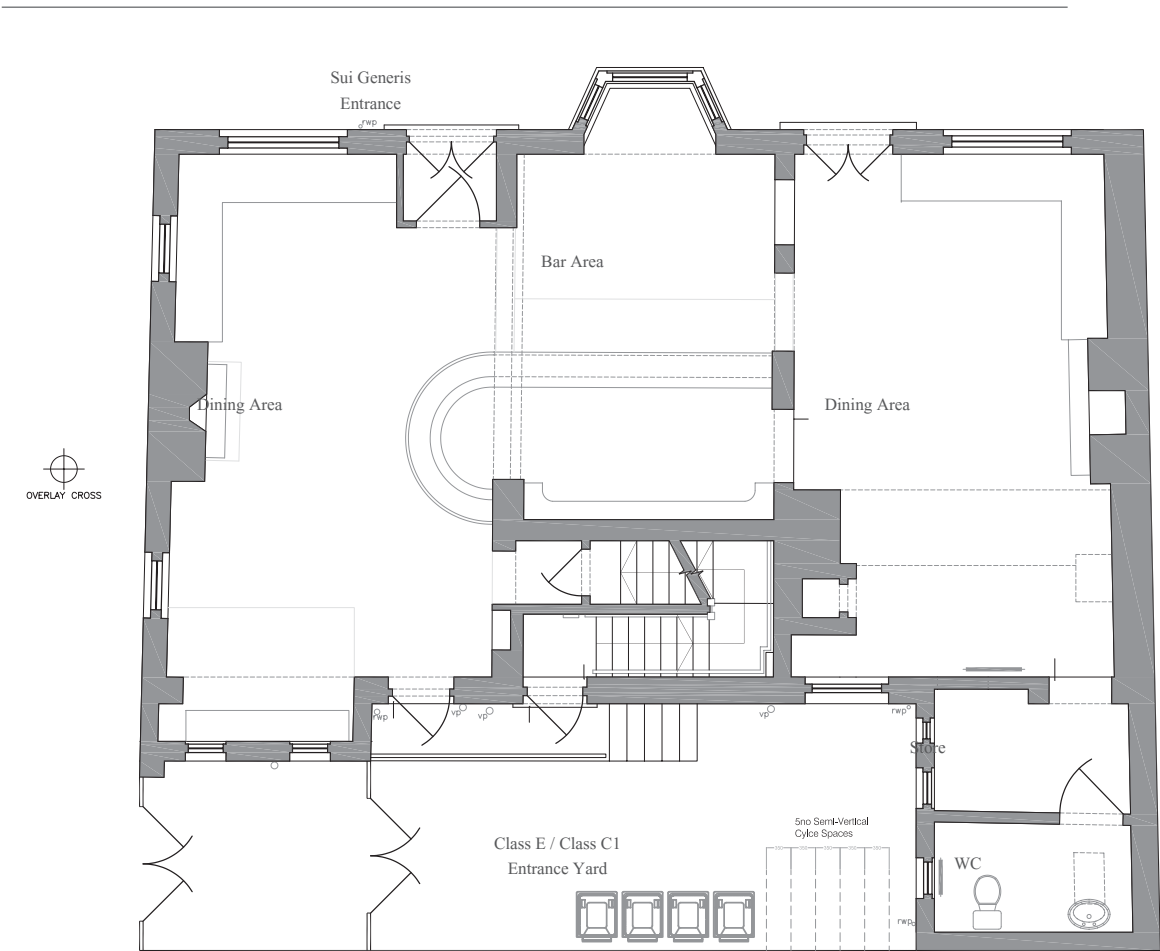 Sui Generis
Entrance
rwp
Bar Area
Dining Area
Dining Area
OVERLAY CROSS
rwp
vp
vp
vp
rwp
Store
5no Semi-Vertical
Cylce Spaces
Class E / Class C1
Entrance Yard
WC
rwp